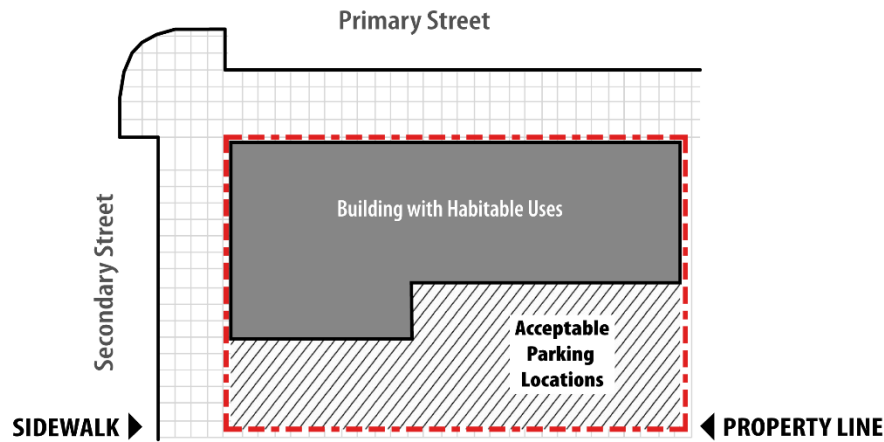 Primary Street
Building with Habitable Uses
Secondary Street
Acceptable
Parking
Locations
SIDEWALK
PROPERTY LINE